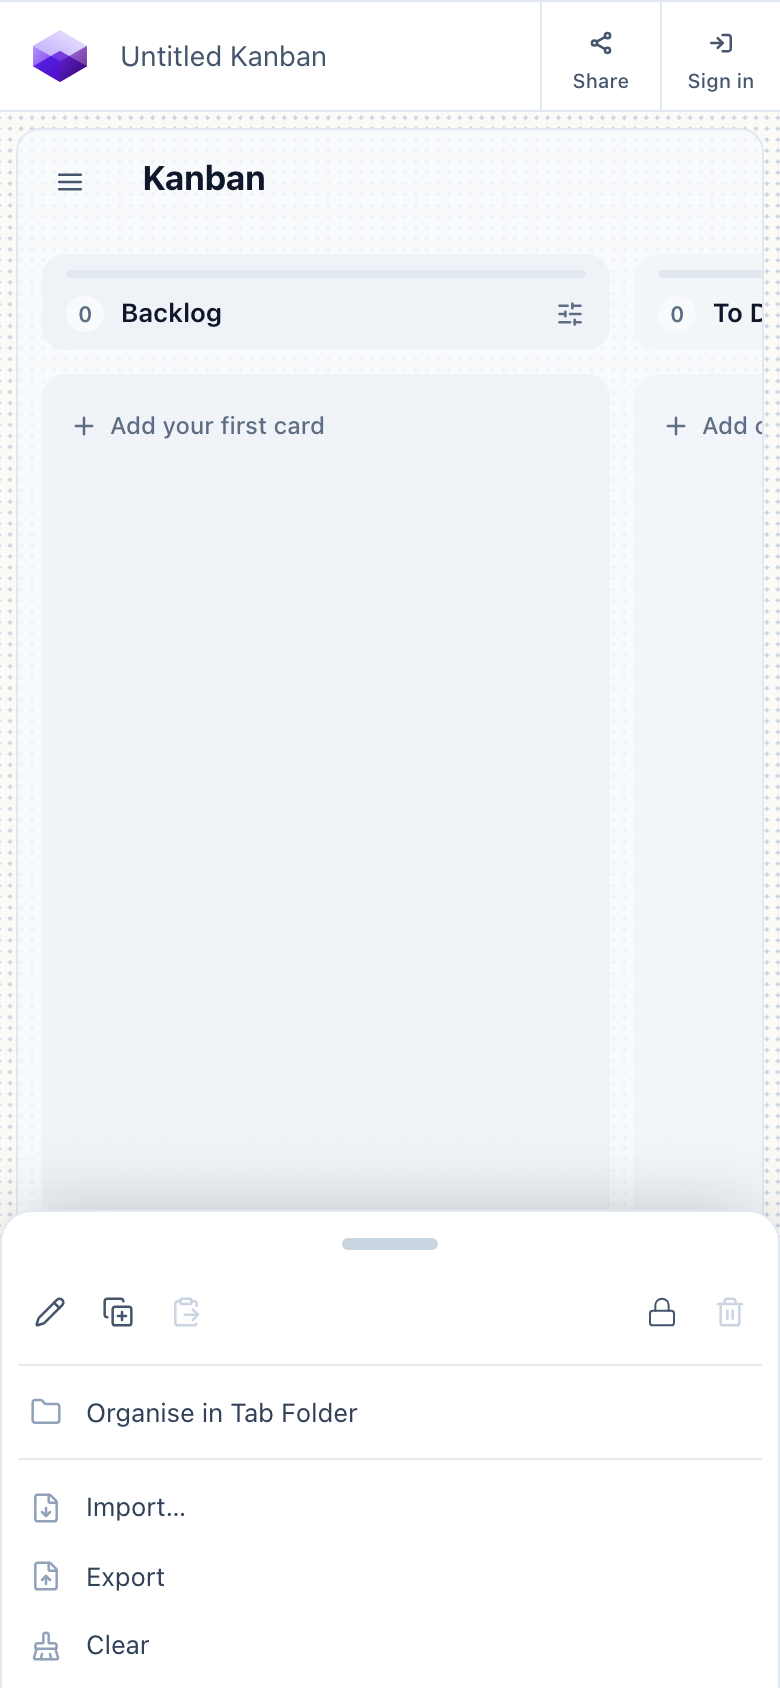 Untitled Kanban
Share
Sign in
Kanban
0 Backlog
0 To
+ Add your first card
+ Add
Organise in Tab Folder
Import...
Export
Clear